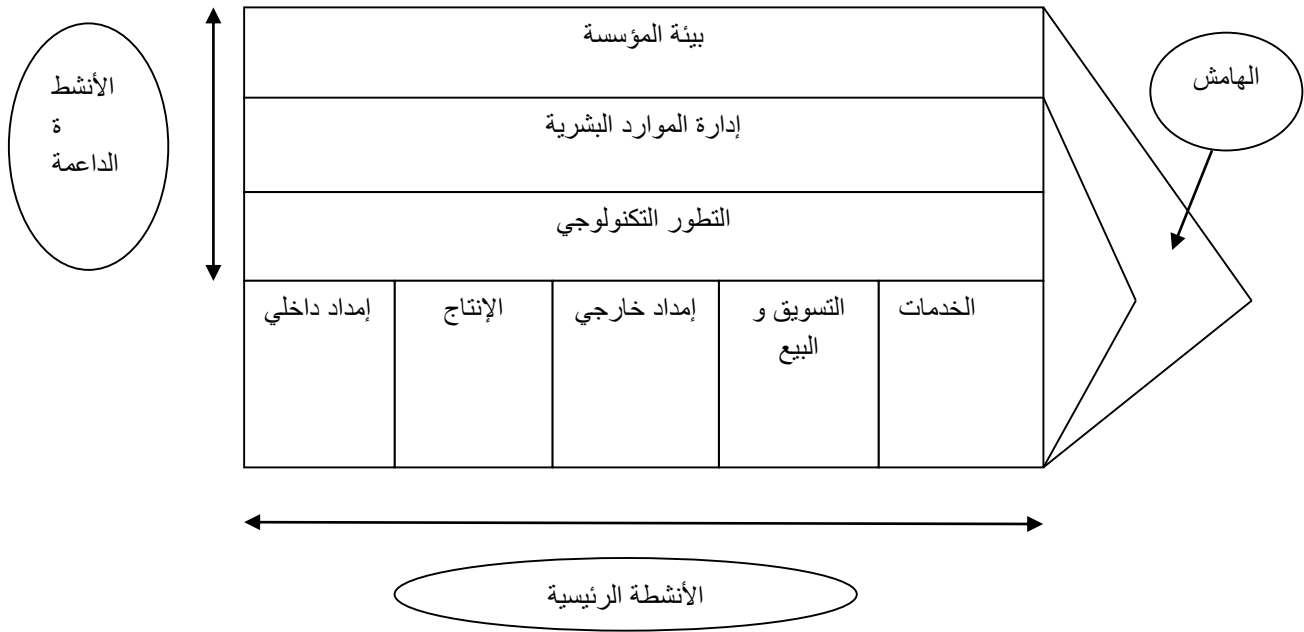 بيئة المؤسسة
الهامش
الأنشط
ة
الداعمة
إدارة الموارد البشرية
التطور التكنولوجي
إمداد داخلي
الإنتاج
إمداد خارجي
التسويق و
البيع
الخدمات
الأنشطة الرئيسية